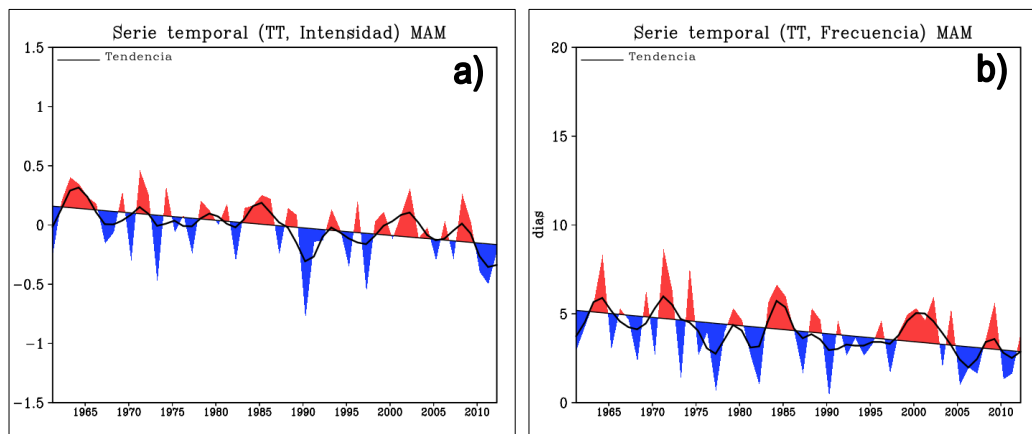 Serie temporal (TT, Intensidad) MAM
1.5
Tendencia
a)
1
0.5
0
−0.5
−1
−1.5
1965 1970 1975 1980 1985 1990 1995 2000 2005 2010
Serie temporal (TT, Frecuencia) MAM
20
Tendencia
b)
15
10
dias
5
0
1965 1970 1975 1980 1985 1990 1995 2000 2005 2010